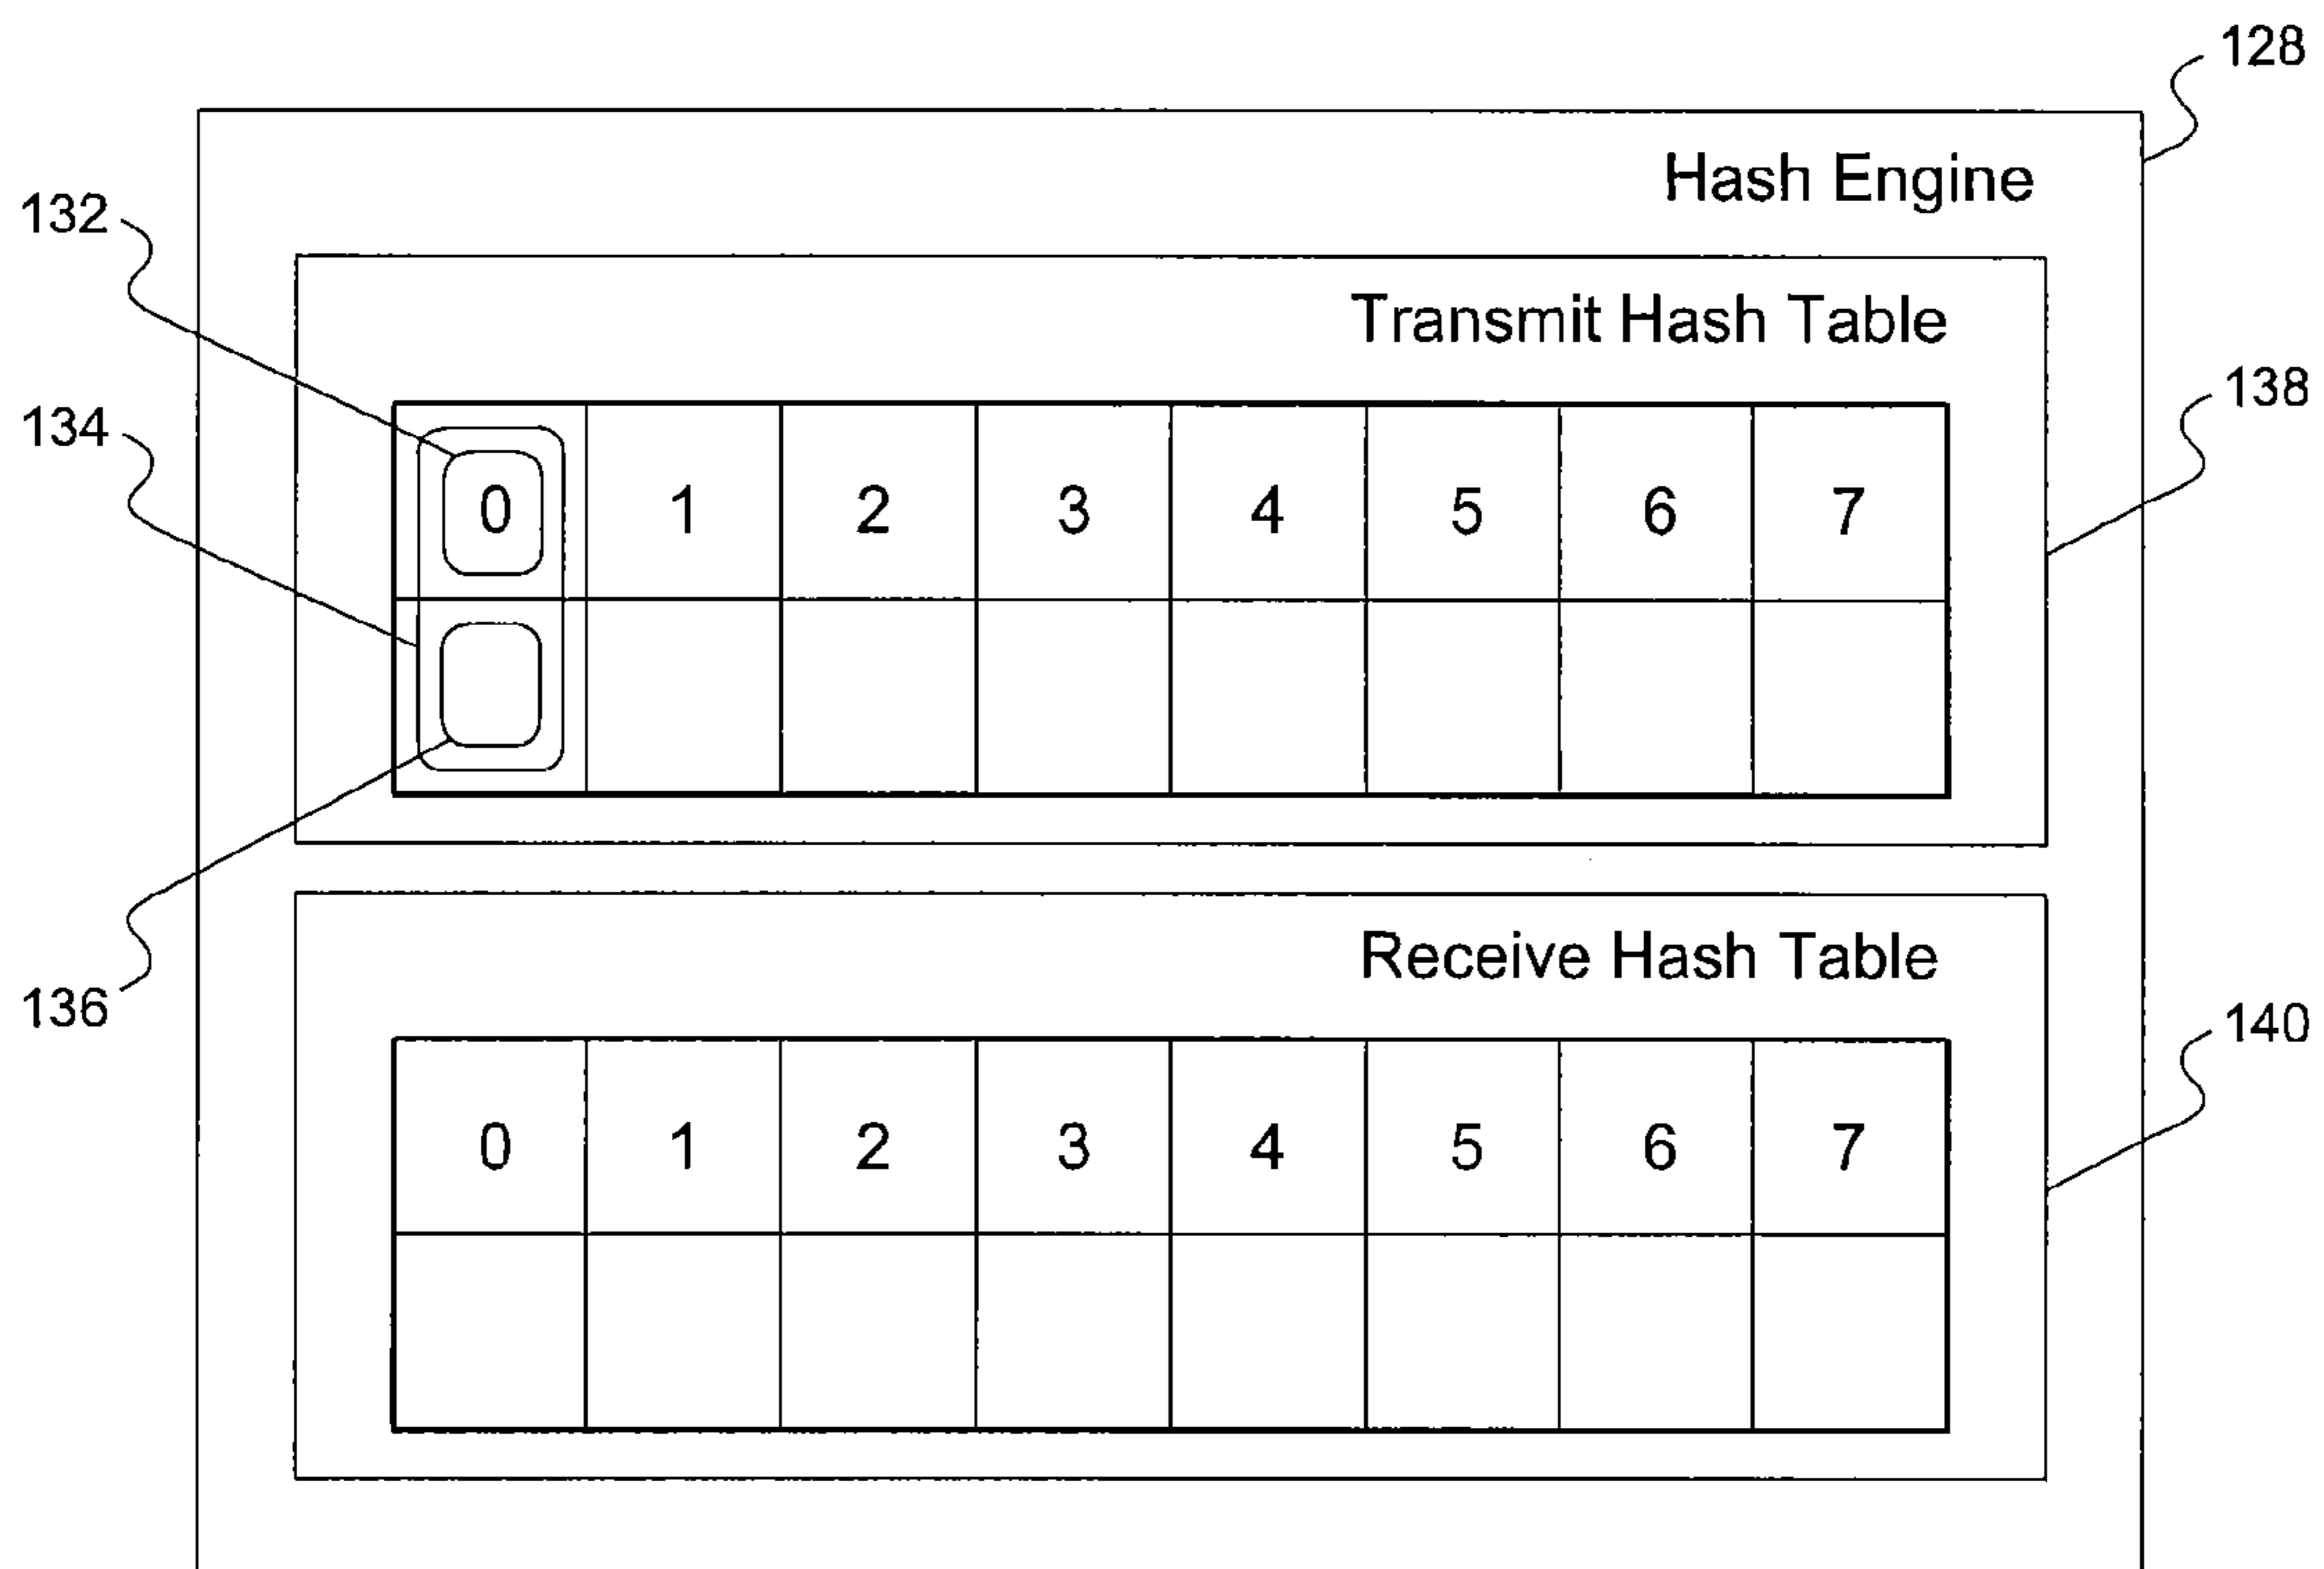 128
Hash Engine
132
Transmit Hash Table
138
134
0 1 2 3 4 5 6 7
Receive Hash Table
136
140
0 1 2 3 4 5 6 7